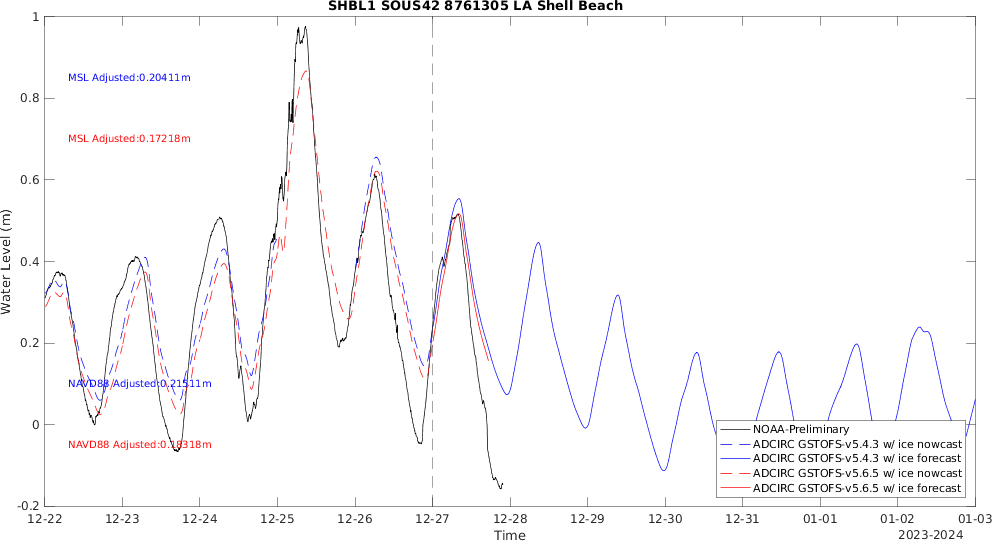 SHBL1 SOUS42 8761305 LA Shell Beach
1
0.8
0.6
0.4
0.2
0
-0.2
Water Level (m)
MSL Adjusted:0.20411m
MSL Adjusted:0.17218m
NAVD88 Adjusted:0.21511m
NAVD88 Adjusted:0.18318m
NOAA-Preliminary
ADCIRC GSTOFS-v5.4.3 w/ ice nowcast
ADCIRC GSTOFS-v5.4.3 w/ ice forecast
ADCIRC GSTOFS-v5.6.5 w/ ice nowcast
ADCIRC GSTOFS-v5.6.5 w/ ice forecast
12-22 12-23 12-24 12-25 12-26 12-27 12-28 12-29 12-30 12-31 01-01 01-02 01-03
Time
2023-2024